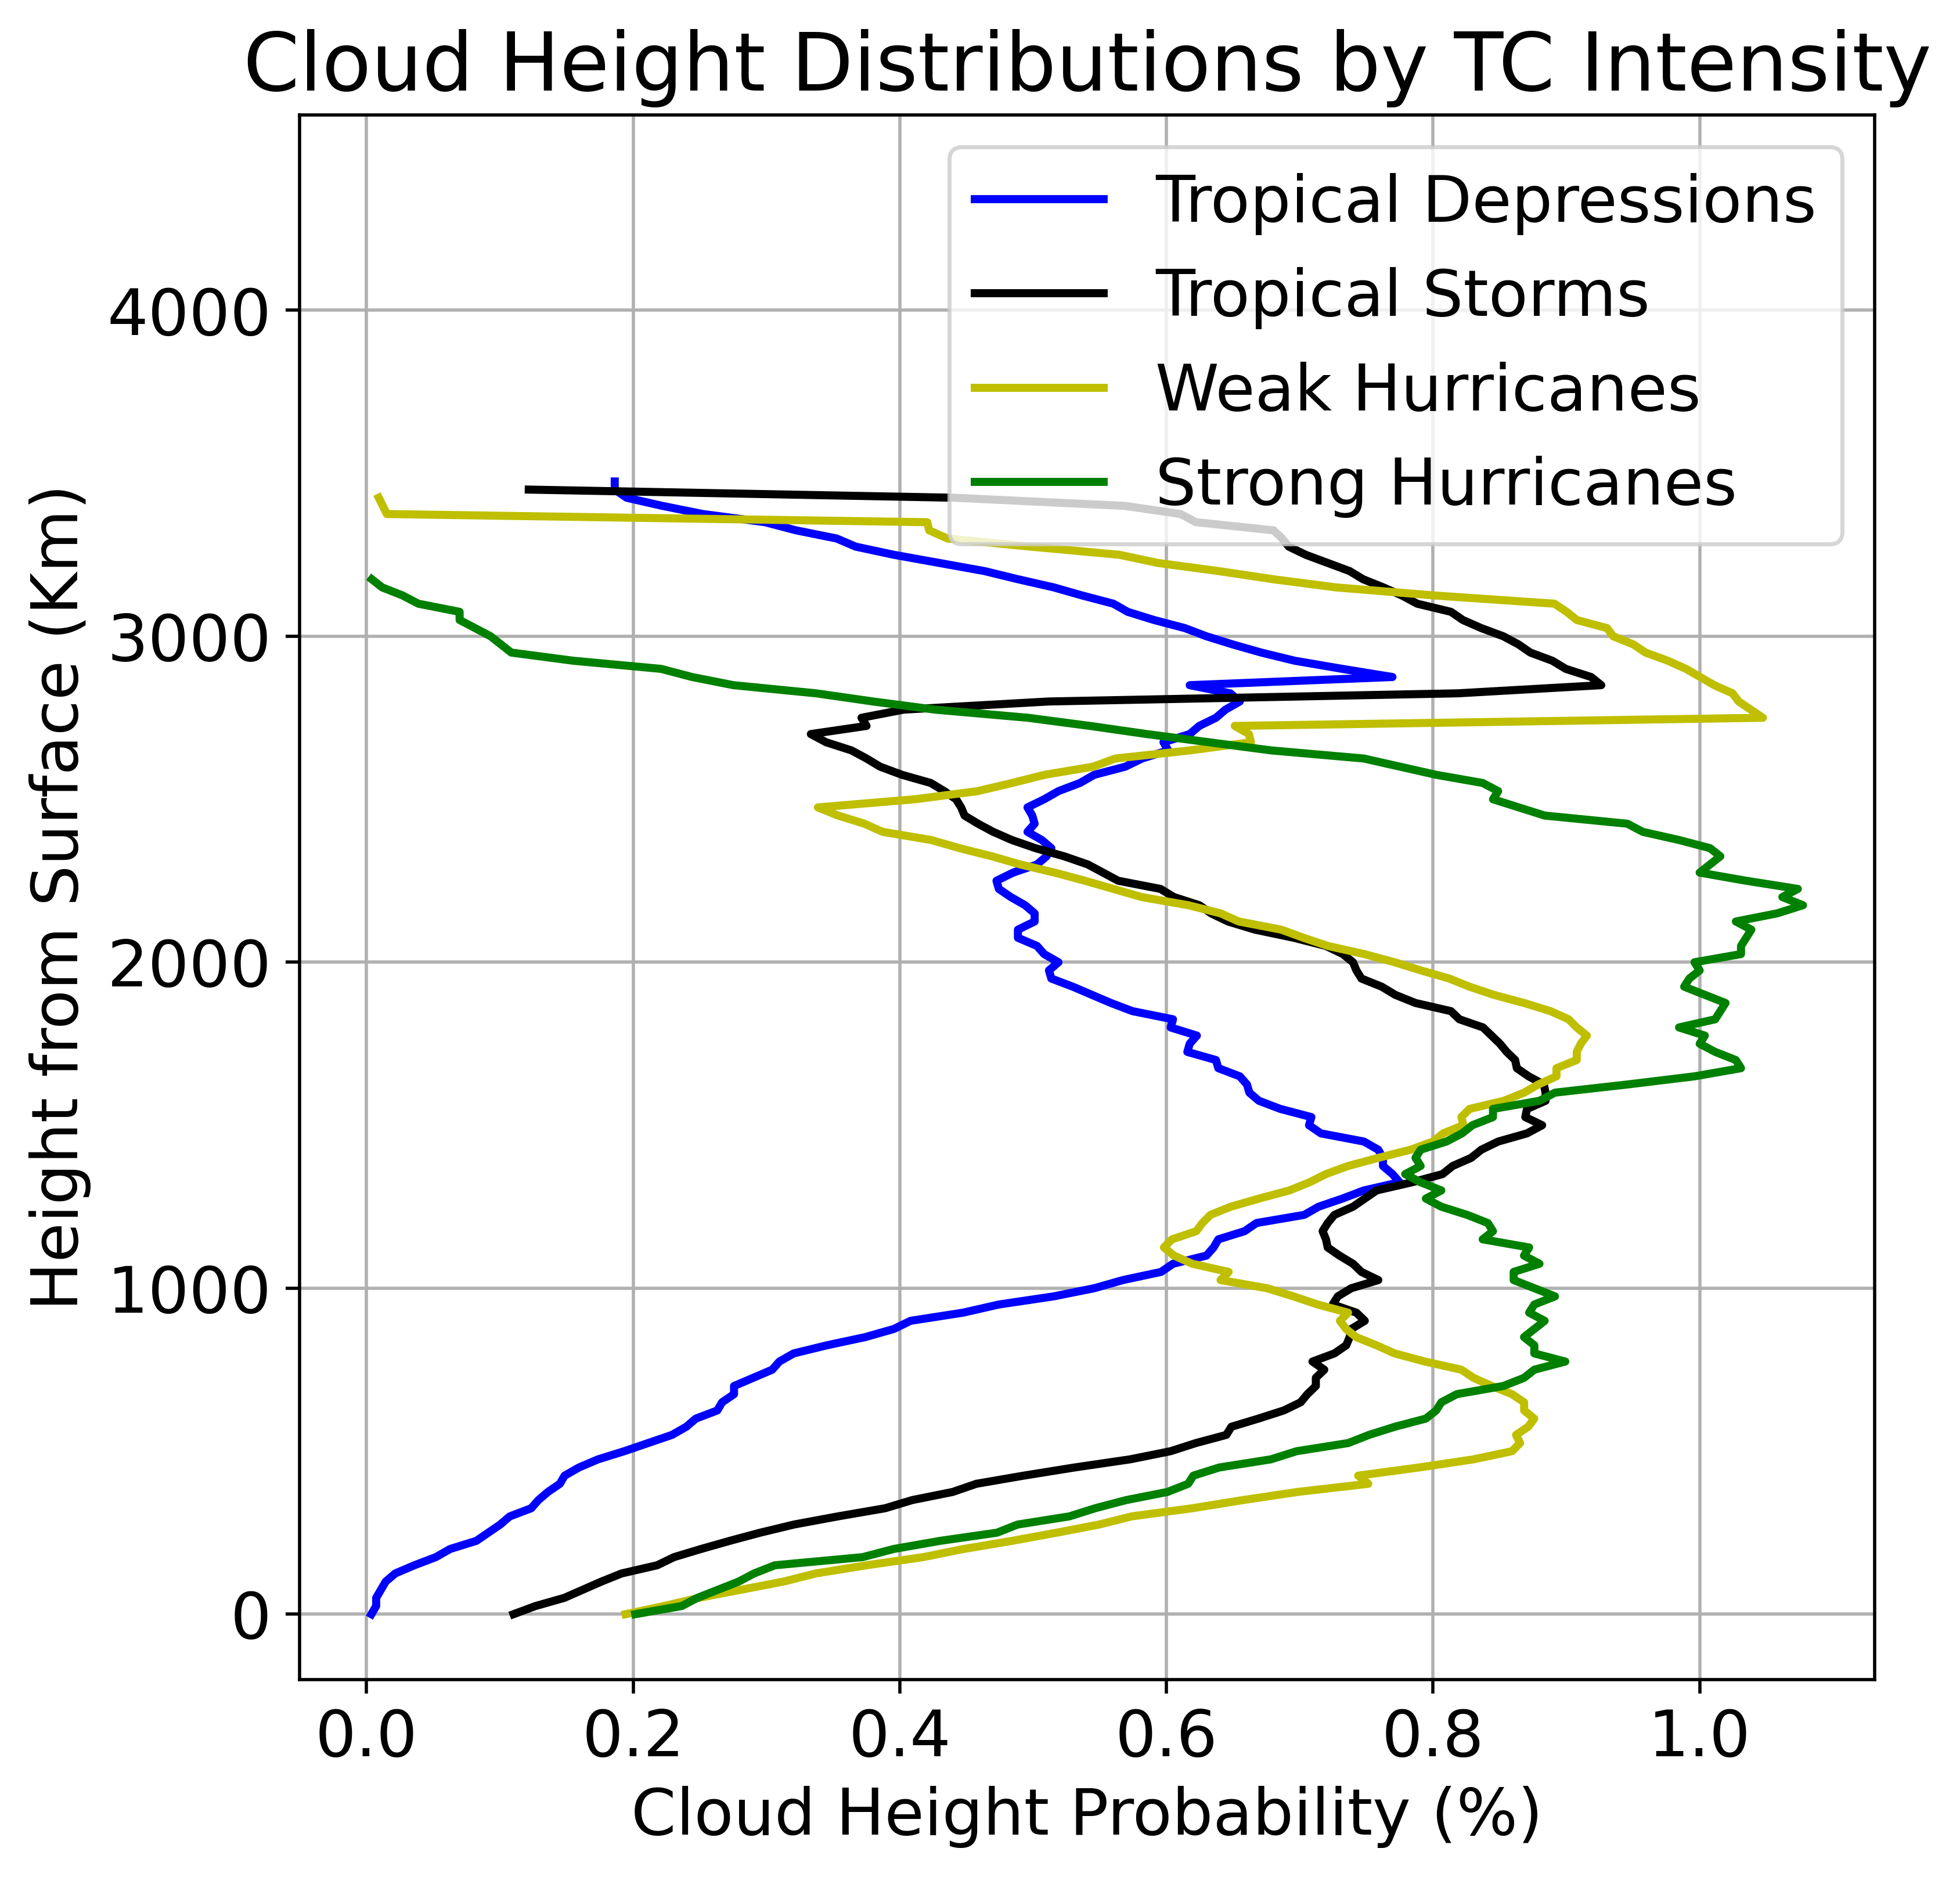 Cloud Height Distributions by TC Intensity
Tropical Depressions
Tropical Storms
Weak Hurricanes
Strong Hurricanes
Height from Surface (Km)
4000
3000
2000
1000
0
0.0 0.2 0.4 0.6 0.8 1.0
Cloud Height Probability (%)